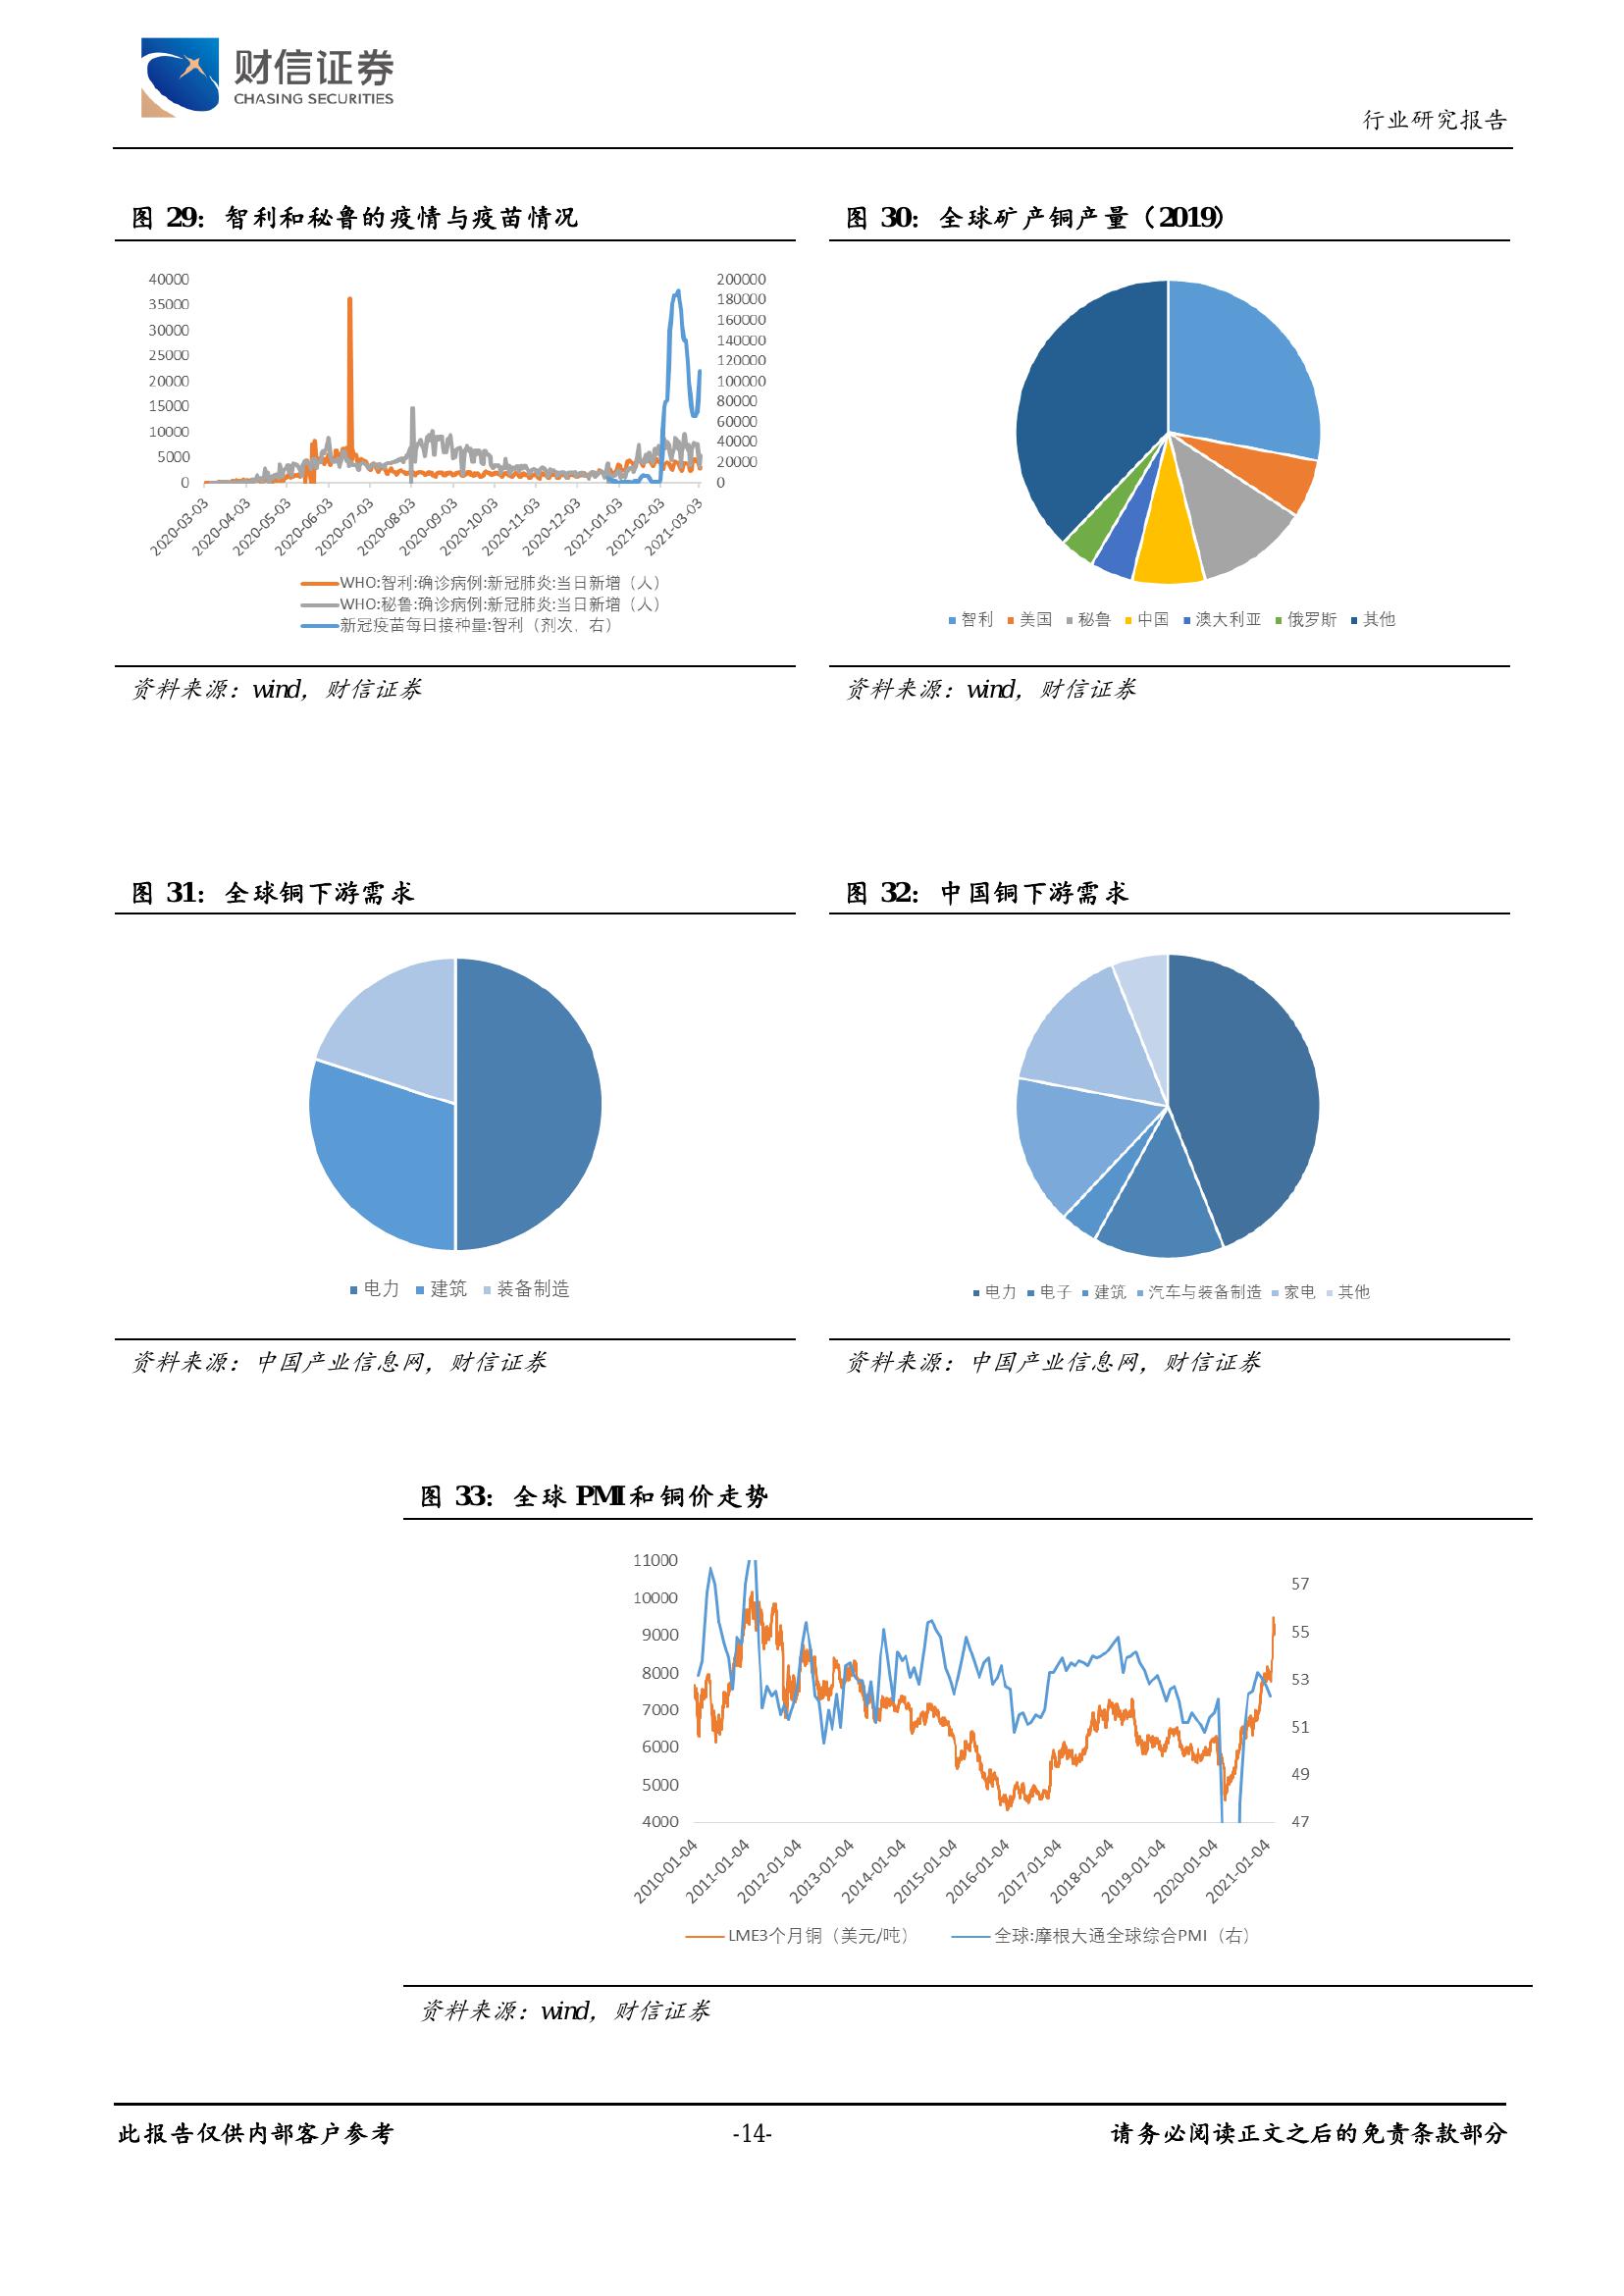 财信证券
CHASING SECURITIES
行业研究报告
图 29：智利和秘鲁的疫情与疫苗情况
40000
35000
30000
25000
20000
15000
10000
5000
0
200000
180000
160000
140000
120000
100000
80000
60000
40000
20000
0
2020-03-03
2020-04-03
2020-05-03
2020-06-03
2020-07-03
2020-08-03
2020-09-03
2020-10-03
2020-11-03
2020-12-03
2021-01-03
2021-02-03
2021-03-03
WHO:智利:确诊病例:新冠肺炎:当日新增（人）
WHO:秘鲁:确诊病例:新冠肺炎:当日新增（人）
新冠疫苗每日接种量:智利（剂次，右）
资料来源：wind，财信证券
图 30：全球矿产铜产量（2019）
智利 美国 秘鲁 中国 澳大利亚 俄罗斯 其他
资料来源：wind，财信证券
图 31：全球铜下游需求
电力 建筑 装备制造
资料来源：中国产业信息网，财信证券
图 32：中国铜下游需求
电力 电子 建筑 汽车与装备制造 家电 其他
资料来源：中国产业信息网，财信证券
图 33：全球 PMI 和铜价走势
11000
10000
9000
8000
7000
6000
5000
4000
57
55
53
51
49
47
2010-01-04
2011-01-04
2012-01-04
2013-01-04
2014-01-04
2015-01-04
2016-01-04
2017-01-04
2018-01-04
2019-01-04
2020-01-04
2021-01-04
LME3个月铜（美元/吨） 全球:摩根大通全球综合PMI（右）
资料来源：wind，财信证券
此报告仅供内部客户参考 -14- 请务必阅读正文之后的免责条款部分